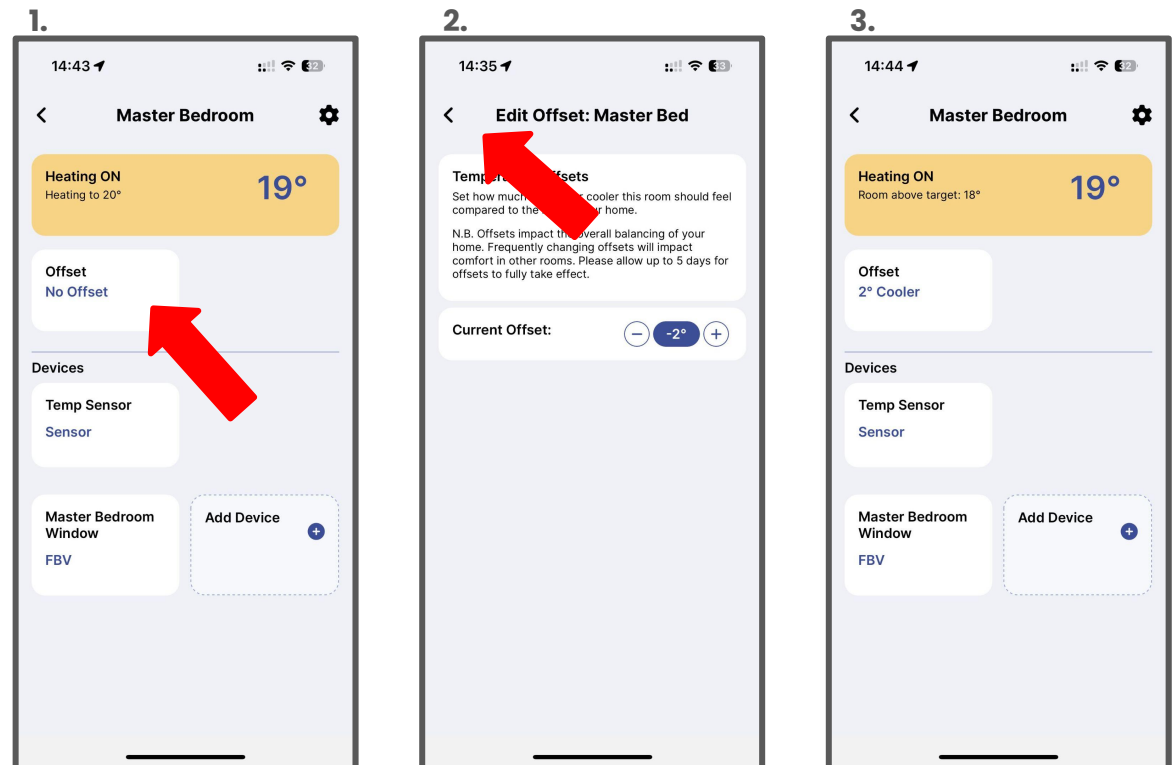 1.
14:43
32
Master Bedroom
Heating ON
Heating to 20°
19°
Offset
No Offset
Devices
Temp Sensor
Sensor
Master Bedroom
Window
FBV
Add Device
2.
14:35
33
Edit Offset: Master Bed
Set how much cooler this room should feel
compared to the home.
N.B. Offsets impact the overall balancing of your
home. Frequently changing offsets will impact
comfort in other rooms. Please allow up to 5 days for
offsets to fully take effect.
Current Offset:
-2°
3.
14:44
32
Master Bedroom
Heating ON
Room above target: 18°
19°
Offset
2° Cooler
Devices
Temp Sensor
Sensor
Master Bedroom
Window
FBV
Add Device